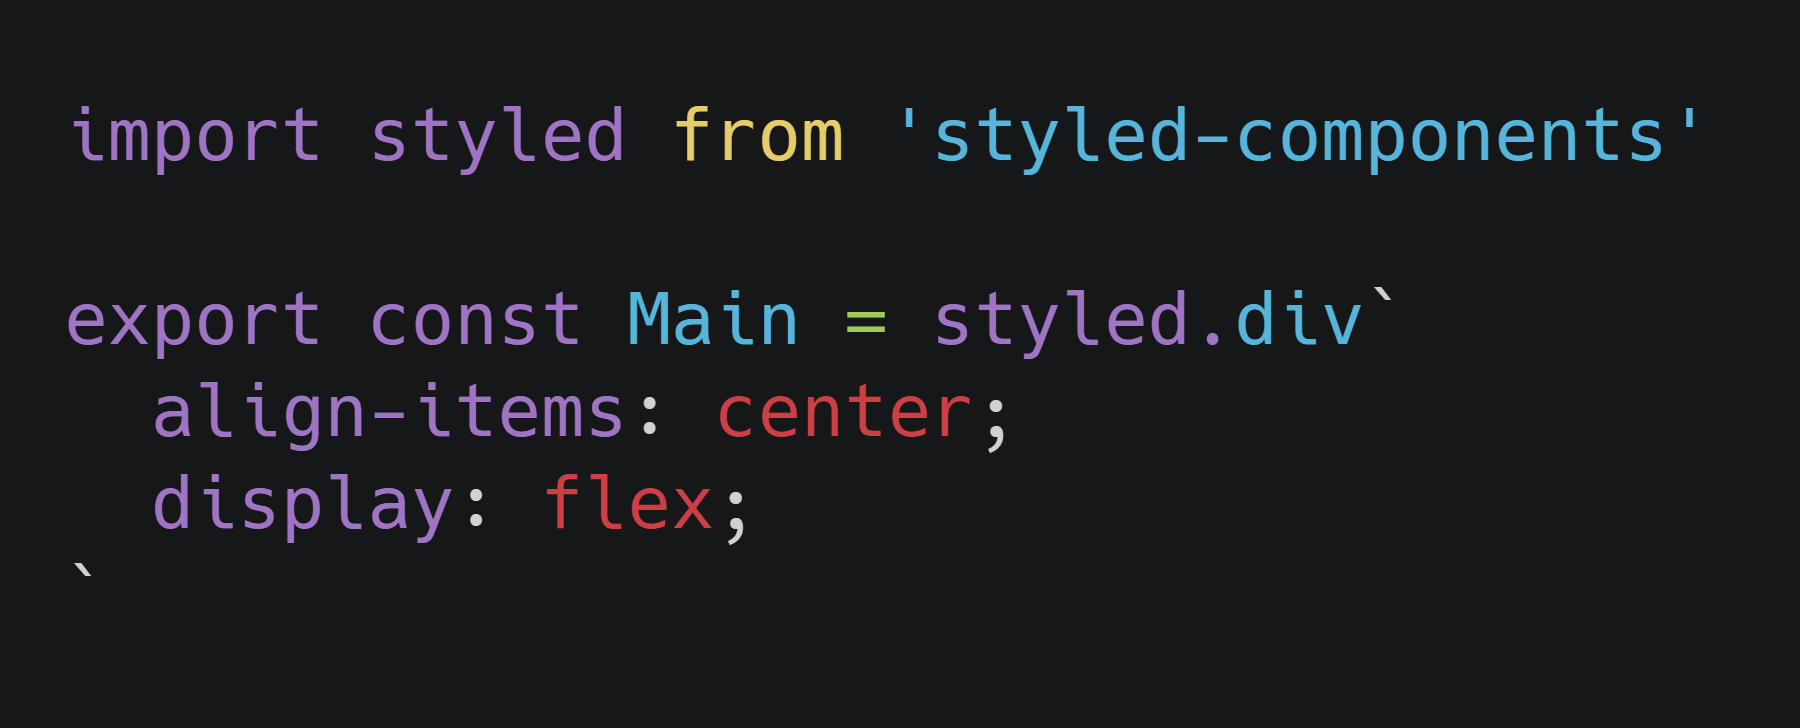 import styled from 'styled-components'
export const Main = styled.div`
  align-items: center;
  display: flex;
`